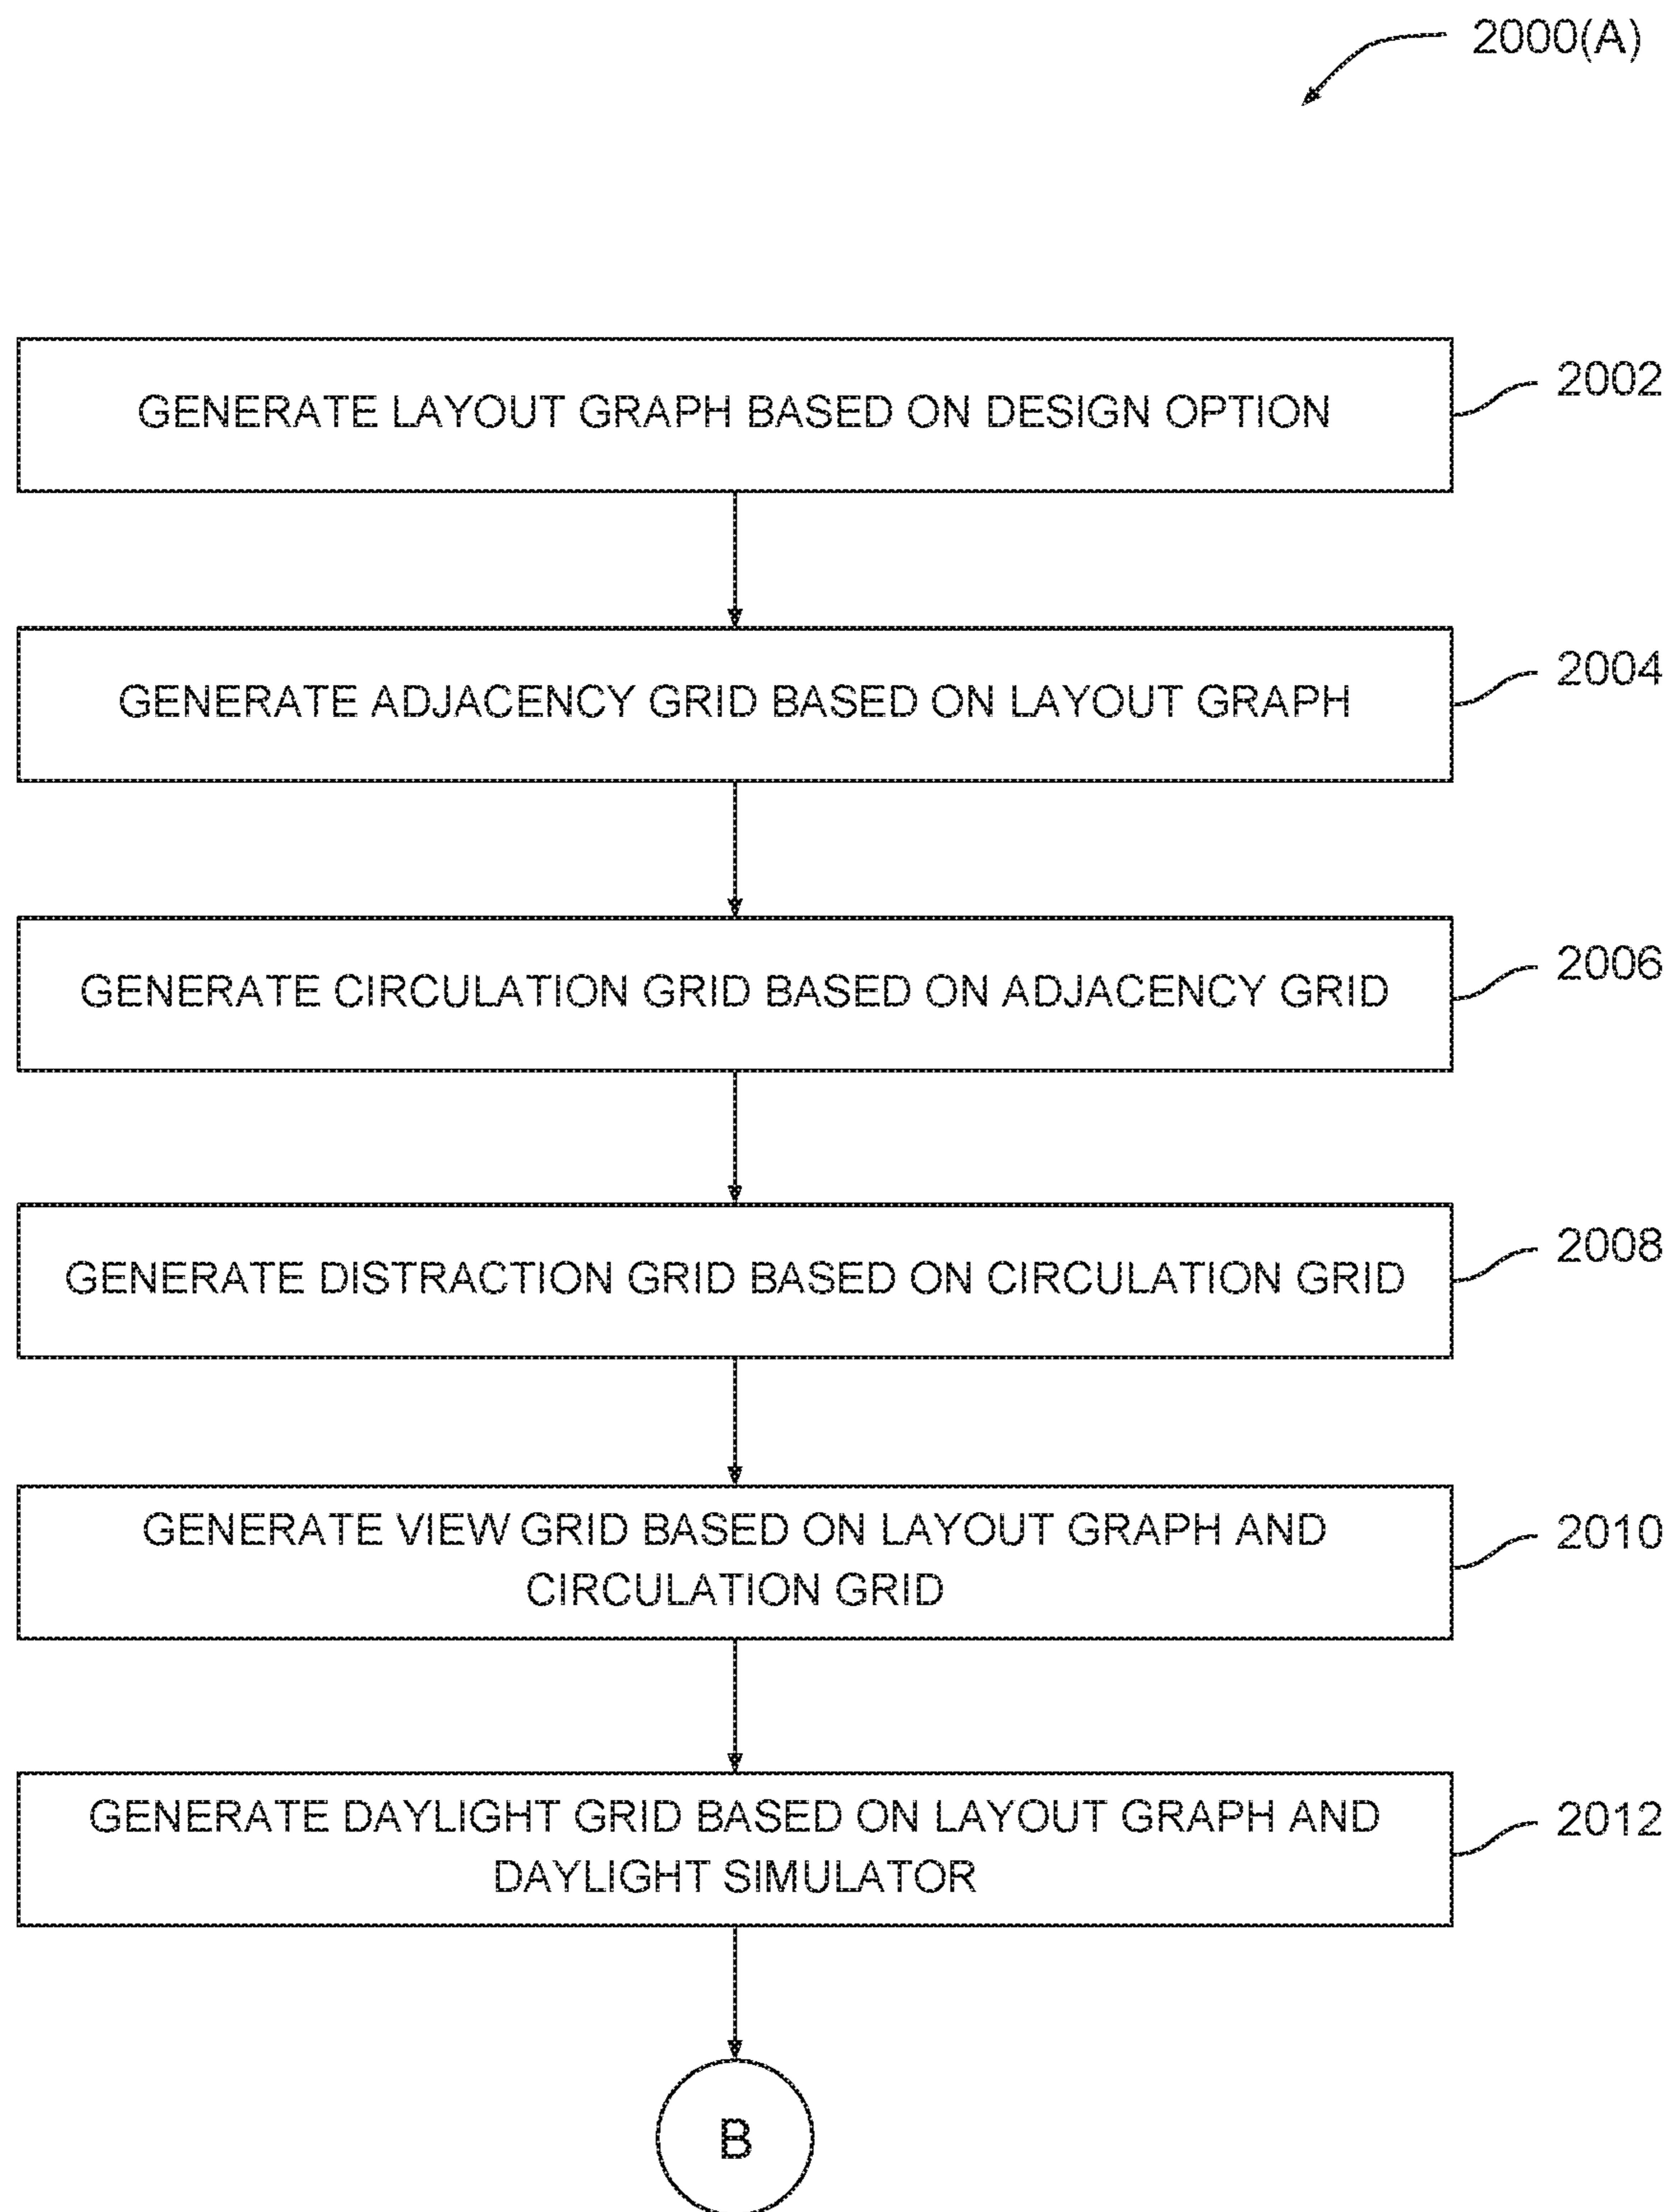 2000(A)
GENERATE LAYOUT GRAPH BASED ON DESIGN OPTION
2002
GENERATE ADJACENCY GRID BASED ON LAYOUT GRAPH
2004
GENERATE CIRCULATION GRID BASED ON ADJACENCY GRID
2006
GENERATE DISTRACTION GRID BASED ON CIRCULATION GRID
2008
GENERATE VIEW GRID BASED ON LAYOUT GRAPH AND
CIRCULATION GRID
2010
GENERATE DAYLIGHT GRID BASED ON LAYOUT GRAPH AND
DAYLIGHT SIMULATOR
2012
B